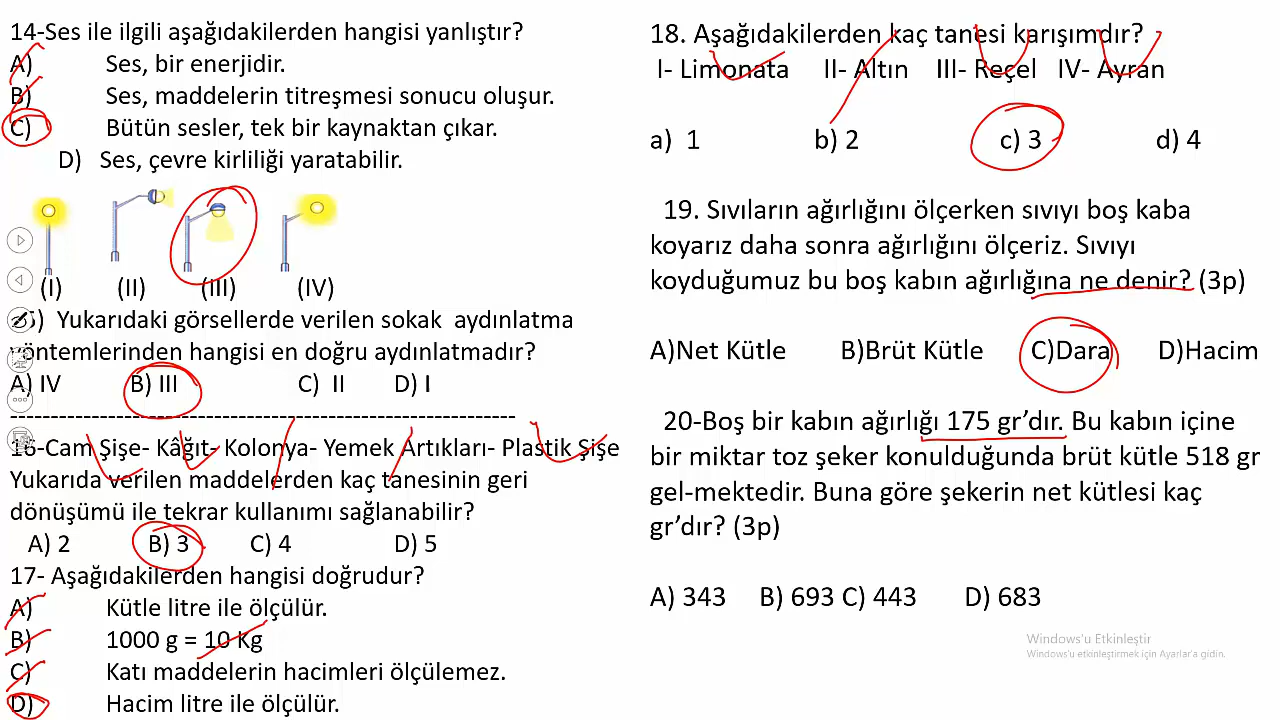 14-Ses ile ilgili aşağıdakilerden hangisi yanlıştır?
A) Ses, bir enerjidir.
B) Ses, maddelerin titreşmesi sonucu oluşur.
C) Bütün sesler, tek bir kaynaktan çıkar.
D) Ses, çevre kirliliği yaratabilir.
(I) (II) (III) (IV)
) Yukarıdaki görsellerde verilen sokak aydınlatma
yöntemlerinden hangisi en doğru aydınlatmadır?
A) IV B) III C) II D) I
---------------------------------------------------------------
16-Cam Şişe- Kâğıt- Kolonya- Yemek Artıkları- Plastik Şişe
Yukarıda verilen maddelerden kaç tanesinin geri
dönüşümü ile tekrar kullanımı sağlanabilir?
A) 2 B) 3 C) 4 D) 5
17- Aşağıdakilerden hangisi doğrudur?
A) Kütle litre ile ölçülür.
B) 1000 g = 10 Kg
C) Katı maddelerin hacimleri ölçülemez.
D) Hacim litre ile ölçülür.
18. Aşağıdakilerden kaç tanesi karışımdır?
I- Limonata II- Altın III- Reçel IV- Ayran
a) 1 b) 2 c) 3 d) 4
19. Sıvıların ağırlığını ölçerken sıvıyı boş kaba
koyarız daha sonra ağırlığını ölçeriz. Sıvıyı
koyduğumuz bu boş kabın ağırlığına ne denir? (3p)
A)Net Kütle B)Brüt Kütle C)Dara D)Hacim
20-Boş bir kabın ağırlığı 175 gr’dır. Bu kabın içine
bir miktar toz şeker konulduğunda brüt kütle 518 gr
gel-mektedir. Buna göre şekerin net kütlesi kaç
gr’dır? (3p)
A) 343 B) 693 C) 443 D) 683
Windows'u Etkinleştir
Windows'u etkinleştirmek için Ayarlar'a gidin.